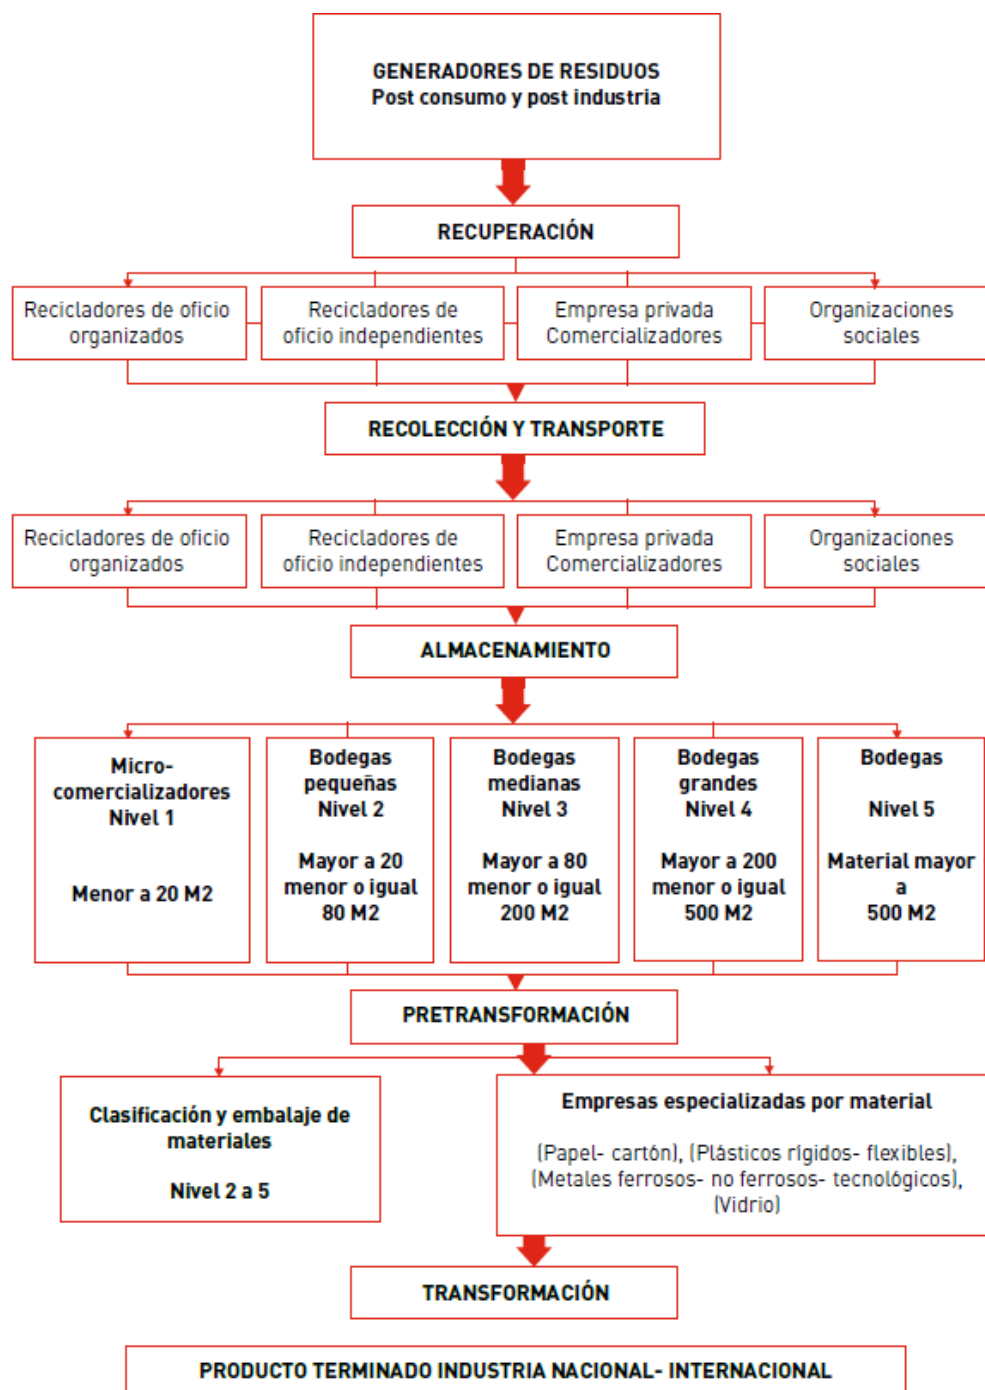 GENERADORES DE RESIDUOS
Post consumo y post industria
RECUPERACIÓN
Recicladores de oficio
organizados
Recicladores de
oficio independientes
Empresa privada
Comercializadores
Organizaciones
sociales
RECOLECCIÓN Y TRANSPORTE
Recicladores de oficio
organizados
Recicladores de
oficio independientes
Empresa privada
Comercializadores
Organizaciones
sociales
ALMACENAMIENTO
Micro-
comercializadores
Nivel 1
Menor a 20 M2
Bodegas
pequeñas
Nivel 2
Mayor a 20
menor o igual
80 M2
Bodegas
medianas
Nivel 3
Mayor a 80
menor o igual
200 M2
Bodegas
grandes
Nivel 4
Mayor a 200
menor o igual
500 M2
Bodegas
Nivel 5
Material mayor
a
500 M2
PRETRANSFORMACIÓN
Clasificación y embalaje de
materiales
Nivel 2 a 5
Empresas especializadas por material
(Papel- cartón), (Plásticos rígidos- flexibles),
(Metales ferrosos- no ferrosos- tecnológicos),
(Vidrio)
TRANSFORMACIÓN
PRODUCTO TERMINADO INDUSTRIA NACIONAL- INTERNACIONAL